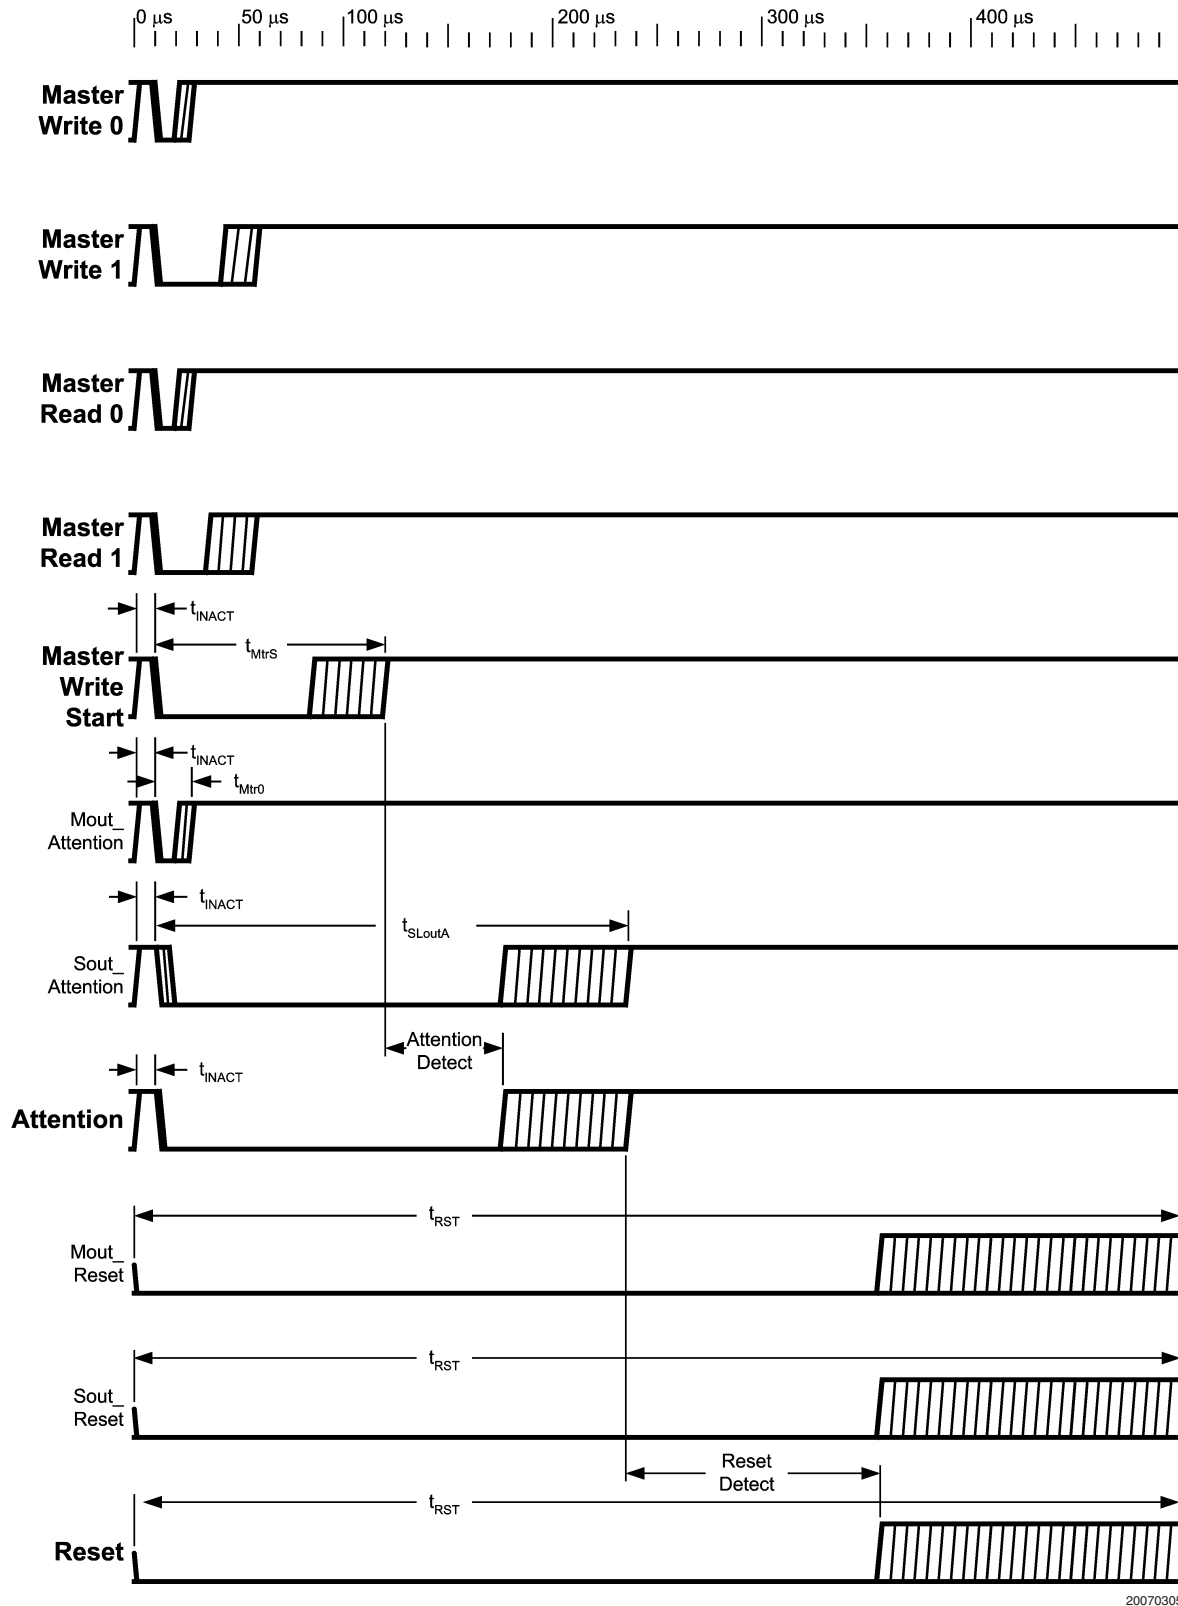 0 µs 50 µs 100 µs 200 µs 300 µs 400 µs
Master
Write 0
Master
Write 1
Master
Read 0
Master
Read 1
tINACT
tMtrS
Master
Write
Start
tINACT
tMtr0
Mout_
Attention
tINACT
tSLoutA
Sout_
Attention
Attention
Detect
tINACT
Attention
tRST
Mout_
Reset
tRST
Sout_
Reset
Reset
Detect
tRST
Reset
20070305